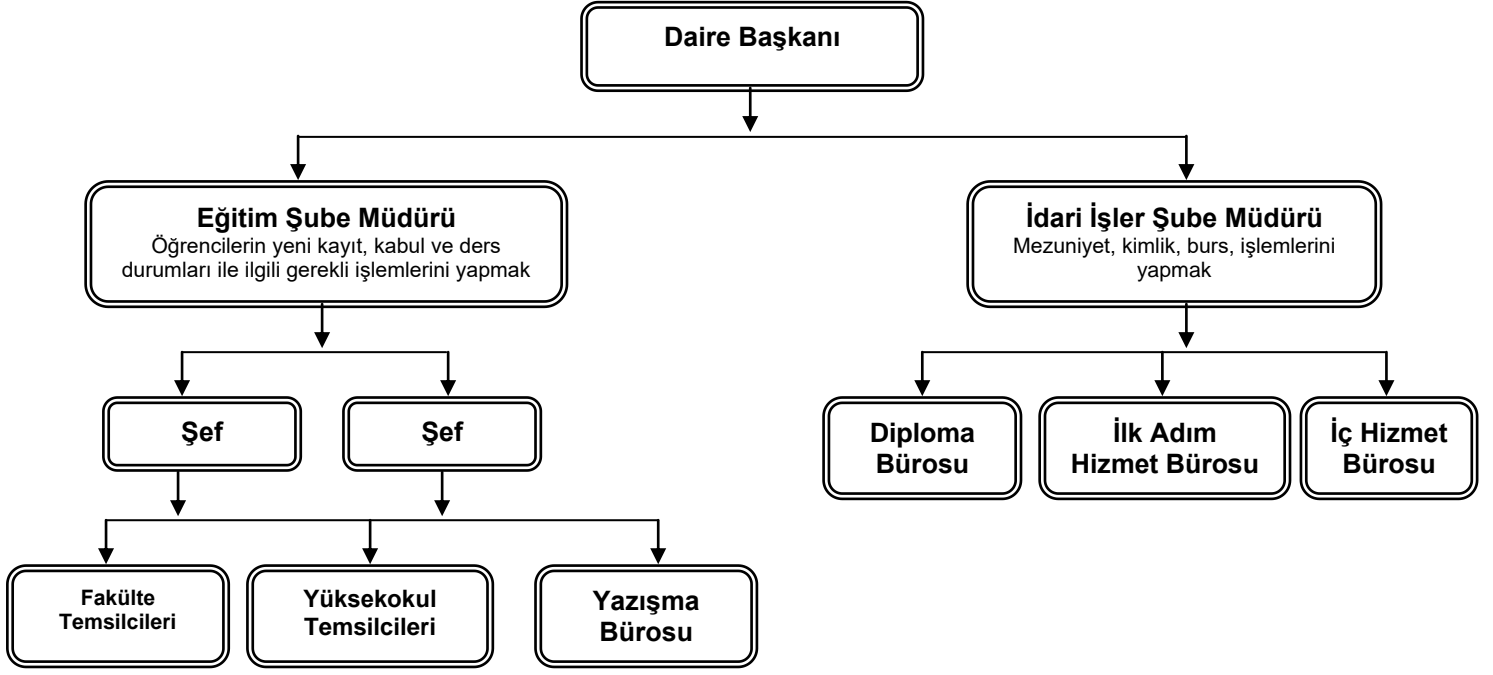 Daire Başkanı
Eğitim Şube Müdürü
Öğrencilerin yeni kayıt, kabul ve ders
durumları ile ilgili gerekli işlemlerini yapmak
İdari İşler Şube Müdürü
Mezuniyet, kimlik, burs, işlemlerini
yapmak
Şef
Şef
Diploma
Bürosu
İlk Adım
Hizmet Bürosu
İç Hizmet
Bürosu
Fakülte
Temsilcileri
Yüksekokul
Temsilcileri
Yazışma
Bürosu